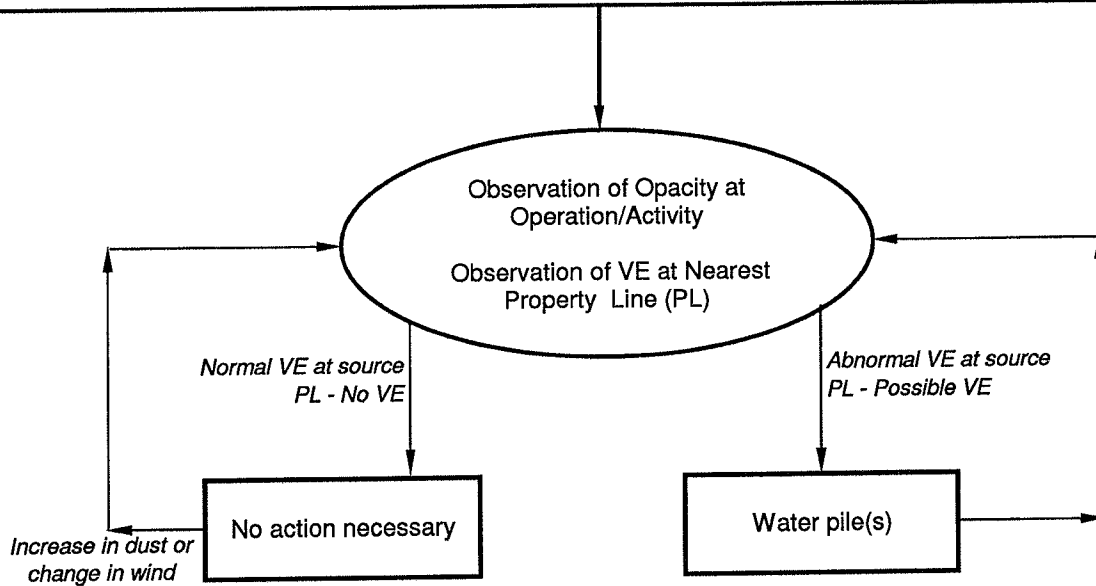 Observation of Opacity at
Operation/Activity
Observation of VE at Nearest
Property Line (PL)
Normal VE at source
PL - No VE
Abnormal VE at source
PL - Possible VE
No action necessary
Water pile(s)
Increase in dust or
change in wind